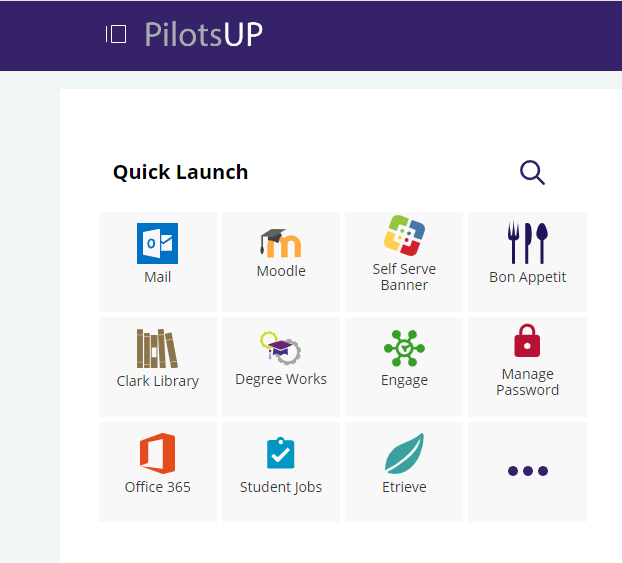 PilotsUP
Quick Launch
Mail
Moodle
Self Serve
Banner
Bon Appetit
Clark Library
Degree Works
Engage
Manage
Password
Office 365
Student Jobs
Etrieve